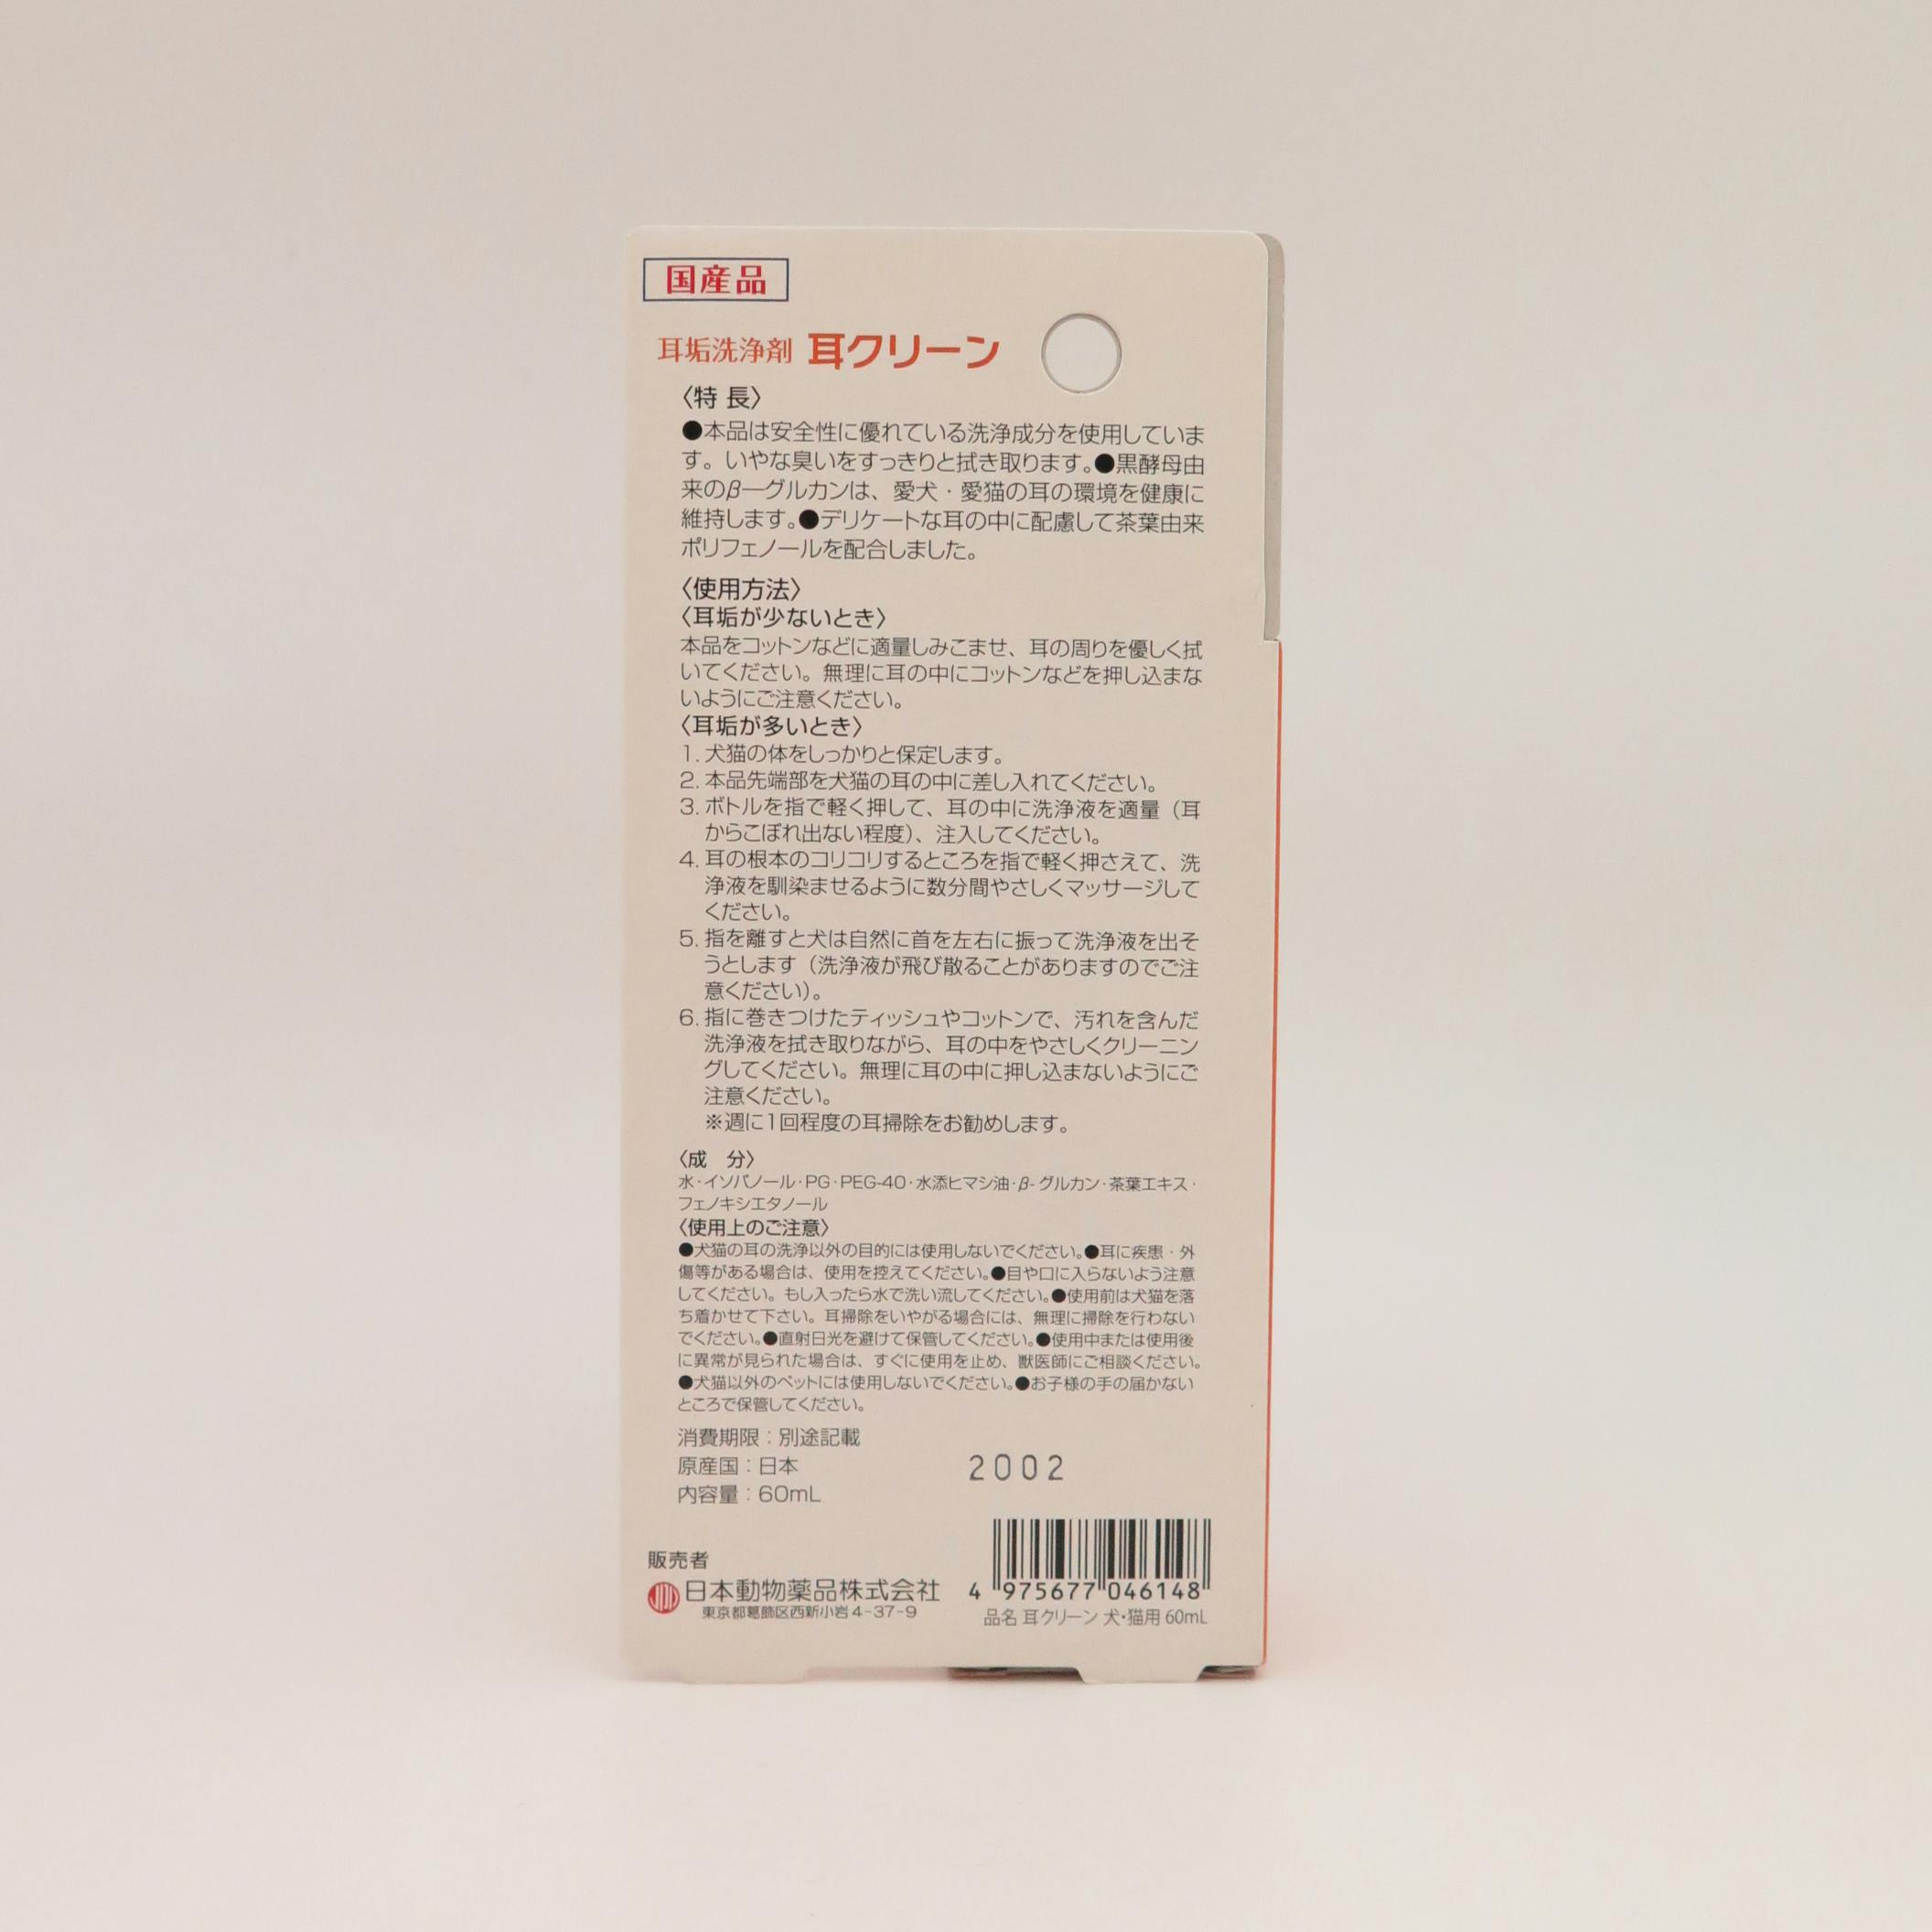 国産品
耳垢洗浄剤 耳クリーン
〈特 長〉
●本品は安全性に優れている洗浄成分を使用していま
す。いやな臭いをすっきりと拭き取ります。●黒酵母由
来のβ―グルカンは、愛犬・愛猫の耳の環境を健康に
維持します。●デリケートな耳の中に配慮して茶葉由来
ポリフェノールを配合しました。
〈使用方法〉
〈耳垢が少ないとき〉
本品をコットンなどに適量しみこませ、耳の周りを優しく拭
いてください。無理に耳の中にコットンなどを押し込まな
いようにご注意ください。
〈耳垢が多いとき〉
1. 犬猫の体をしっかりと保定します。
2. 本品先端部を犬猫の耳の中に差し入れてください。
3. ボトルを指で軽く押して、耳の中に洗浄液を適量（耳
からこぼれ出ない程度）、注入してください。
4. 耳の根本のコリコリするところを指で軽く押さえて、洗
浄液を馴染ませるように数分間やさしくマッサージして
ください。
5. 指を離すと犬は自然に首を左右に振って洗浄液を出そ
うとします（洗浄液が飛び散ることがありますのでご注
意ください）。
6. 指に巻きつけたティッシュやコットンで、汚れを含んだ
洗浄液を拭き取りながら、耳の中をやさしくクリーニン
グしてください。無理に耳の中に押し込まないようにご
注意ください。
※週に1回程度の耳掃除をお勧めします。
〈成 分〉
水・イソパノール・PG・PEG-40・水添ヒマシ油・β-グルカン・茶葉エキス・
フェノキシエタノール
〈使用上のご注意〉
●犬猫の耳の洗浄以外の目的には使用しないでください。●耳に疾患・外
傷等がある場合は、使用を控えてください。●目や口に入らないよう注意
してください。もし入ったら水で洗い流してください。●使用前は犬猫を落
ち着かせて下さい。耳掃除をいやがる場合には、無理に掃除を行わない
でください。●直射日光を避けて保管してください。●使用中または使用後
に異常が見られた場合は、すぐに使用を止め、獣医師にご相談ください。
●犬猫以外のペットには使用しないでください。●お子様の手の届かない
ところで保管してください。
消費期限：別途記載
原産国：日本
内容量：60mL
2002
販売者
日本動物薬品株式会社
東京都葛飾区西新小岩4-37-9
4 975677 046148
品名 耳クリーン 犬・猫用 60mL